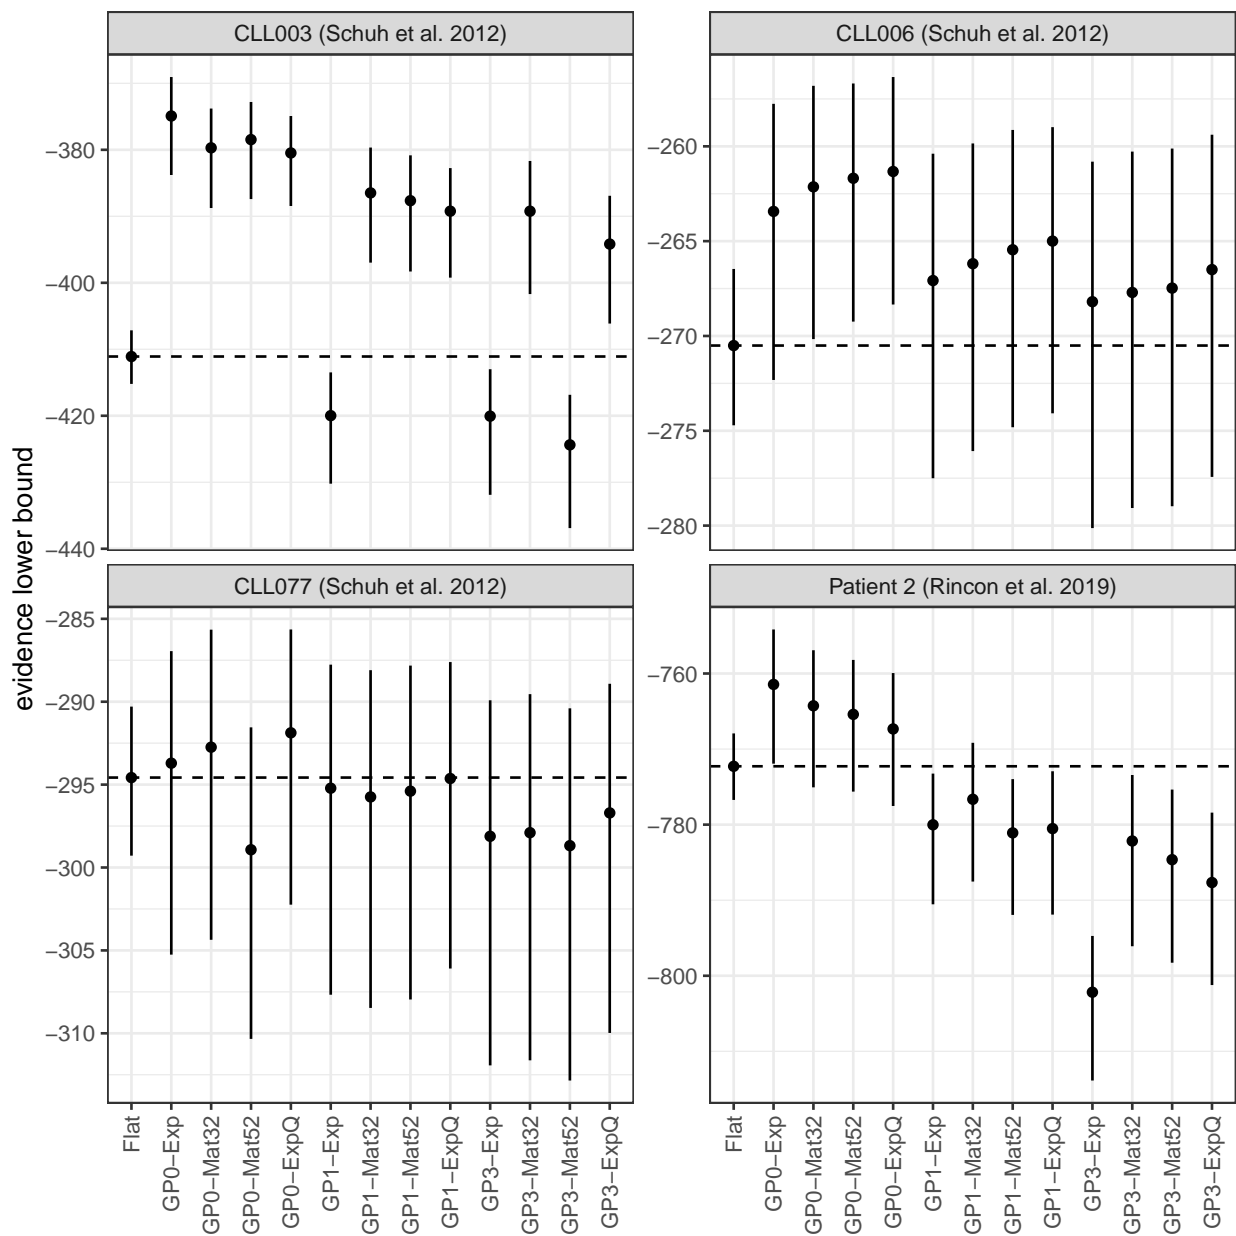 CLL003 (Schuh et al. 2012)
CLL006 (Schuh et al. 2012)
−380
−400
−420
−440
−260
−265
−270
−275
−280
evidence lower bound
CLL077 (Schuh et al. 2012)
Patient 2 (Rincon et al. 2019)
−285
−290
−295
−300
−305
−310
−760
−780
−800
Flat
GP0−Exp
GP0−Mat32
GP0−Mat52
GP0−ExpQ
GP1−Exp
GP1−Mat32
GP1−Mat52
GP1−ExpQ
GP3−Exp
GP3−Mat32
GP3−Mat52
GP3−ExpQ
Flat
GP0−Exp
GP0−Mat32
GP0−Mat52
GP0−ExpQ
GP1−Exp
GP1−Mat32
GP1−Mat52
GP1−ExpQ
GP3−Exp
GP3−Mat32
GP3−Mat52
GP3−ExpQ